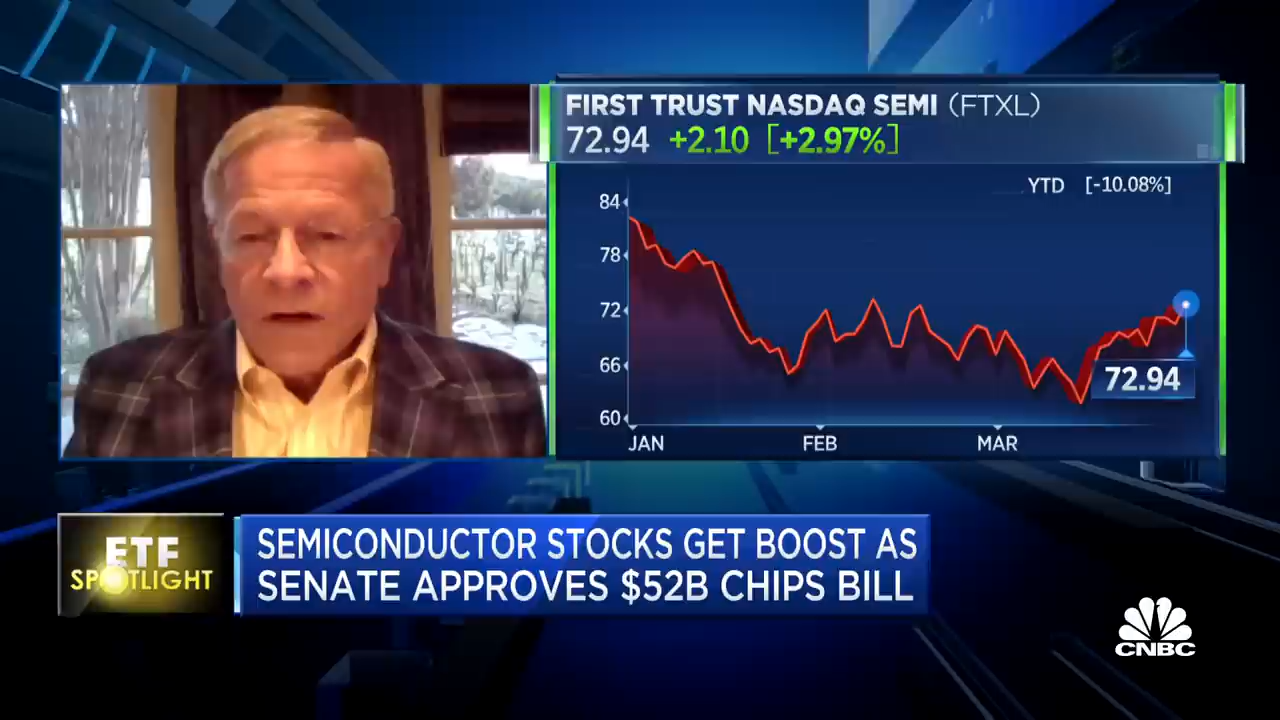 FIRST TRUST NASDAQ SEMI (FTXL)
72.94 +2.10 [+2.97%]
YTD [-10.08%]
84
78
72
66
60
72.94
JAN FEB MAR
ETF
SPOTLIGHT
SEMICONDUCTOR STOCKS GET BOOST AS
SENATE APPROVES $52B CHIPS BILL
CNBC